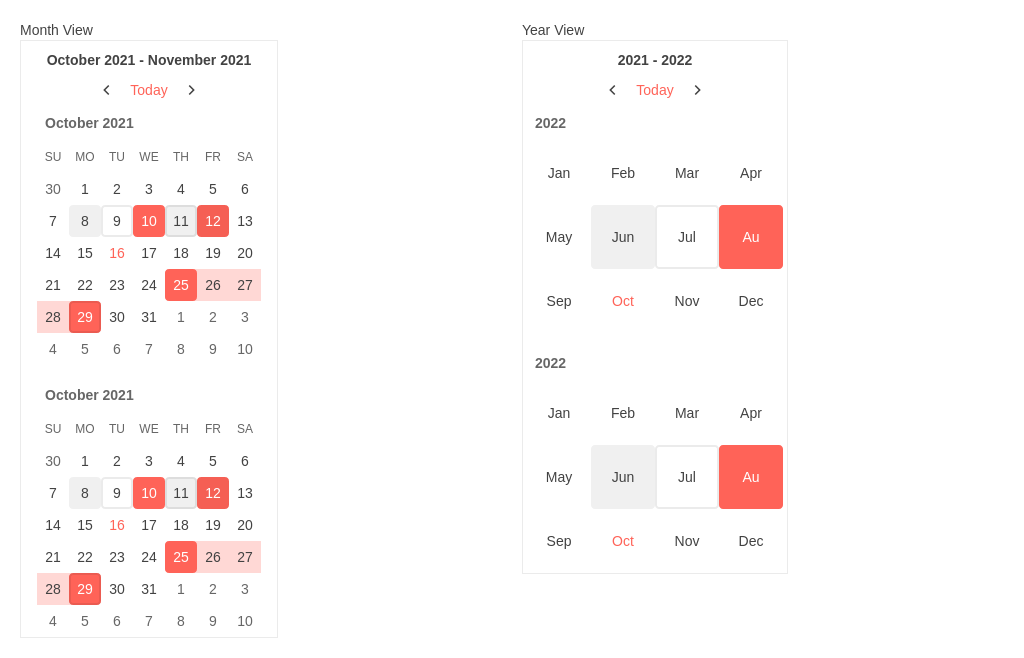 Month View
October 2021 - November 2021
Today
October 2021
SU MO TU WE TH FR SA
30 1 2 3 4 5 6
7 8 9 10 11 12 13
14 15 16 17 18 19 20
21 22 23 24 25 26 27
28 29 30 31 1 2 3
4 5 6 7 8 9 10
October 2021
SU MO TU WE TH FR SA
30 1 2 3 4 5 6
7 8 9 10 11 12 13
14 15 16 17 18 19 20
21 22 23 24 25 26 27
28 29 30 31 1 2 3
4 5 6 7 8 9 10
Year View
2021 - 2022
Today
2022
Jan Feb Mar Apr
May Jun Jul Au
Sep Oct Nov Dec
2022
Jan Feb Mar Apr
May Jun Jul Au
Sep Oct Nov Dec